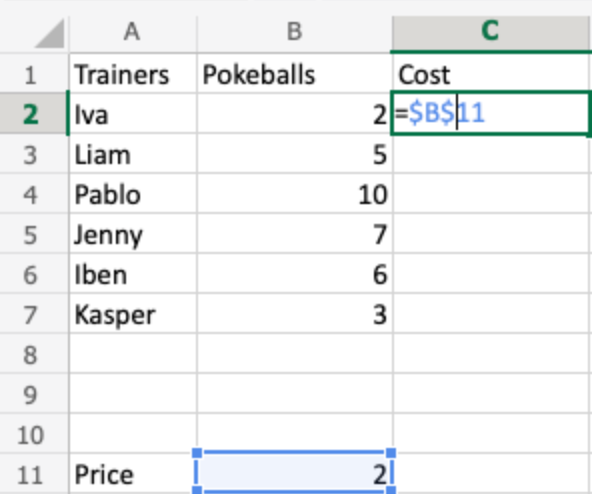 A B C
1 Trainers Pokeballs Cost
2 Iva 2 =$B$11
3 Liam 5
4 Pablo 10
5 Jenny 7
6 Iben 6
7 Kasper 3
8
9
10
11 Price 2